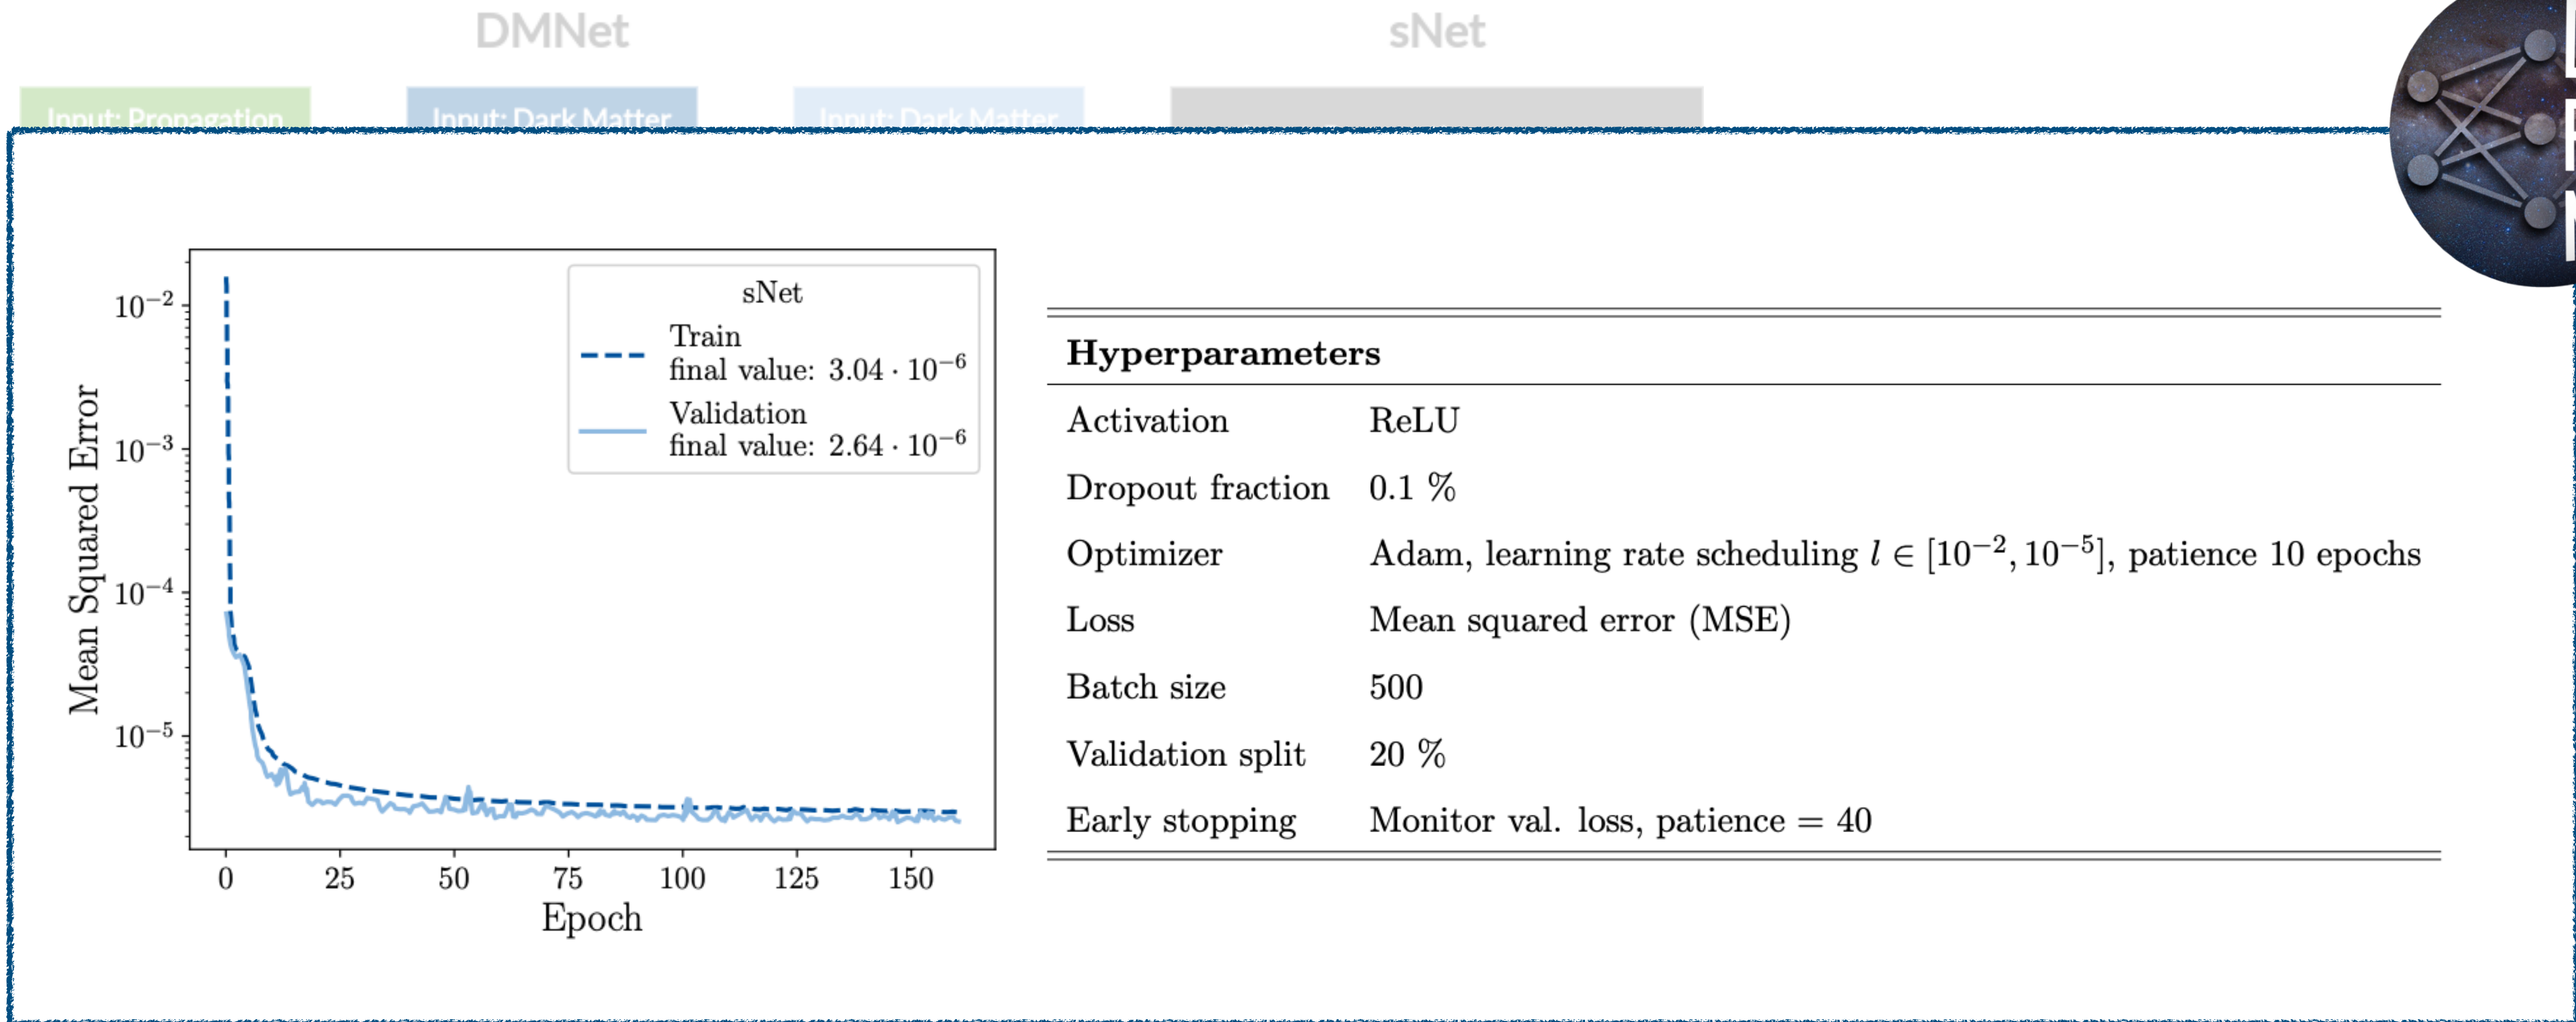 DMNet
sNet
Input: Propagation
Input: Dark Matter
Input: Dark Matter
Mean Squared Error
10⁻²
10⁻³
10⁻⁴
10⁻⁵
sNet
Train
final value: 3.04 · 10⁻⁶
Validation
final value: 2.64 · 10⁻⁶
0 25 50 75 100 125 150
Epoch
Hyperparameters
Activation ReLU
Dropout fraction 0.1 %
Optimizer Adam, learning rate scheduling l ∈ [10⁻², 10⁻⁵], patience 10 epochs
Loss Mean squared error (MSE)
Batch size 500
Validation split 20 %
Early stopping Monitor val. loss, patience = 40